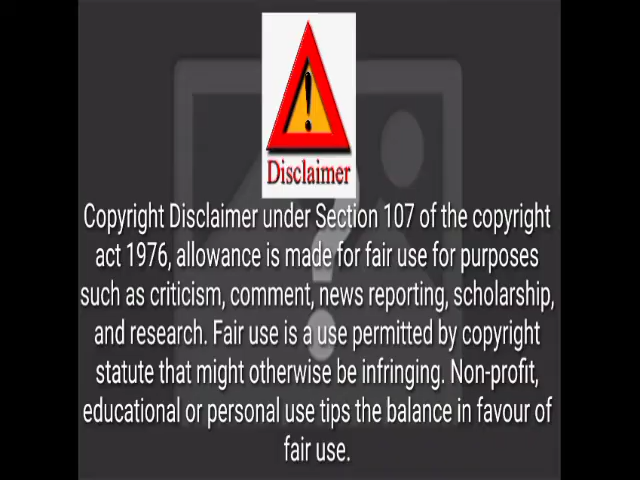 Disclaimer
Copyright Disclaimer under Section 107 of the copyright
act 1976, allowance is made for fair use for purposes
such as criticism, comment, news reporting, scholarship,
and research. Fair use is a use permitted by copyright
statute that might otherwise be infringing. Non-profit,
educational or personal use tips the balance in favour of
fair use.